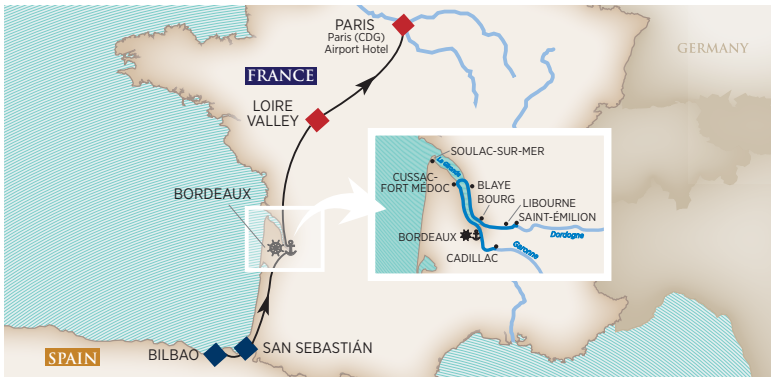 PARIS
Paris (CDG)
Airport Hotel
GERMANY
FRANCE
LOIRE
VALLEY
BORDEAUX
SOULAC-SUR-MER
La Gironde
CUSSAC-
FORT MÉDOC
BLAYE
BOURG
LIBOURNE
SAINT-ÉMILION
BORDEAUX
Dordogne
Garonne
CADILLAC
SPAIN
BILBAO
SAN SEBASTIÁN